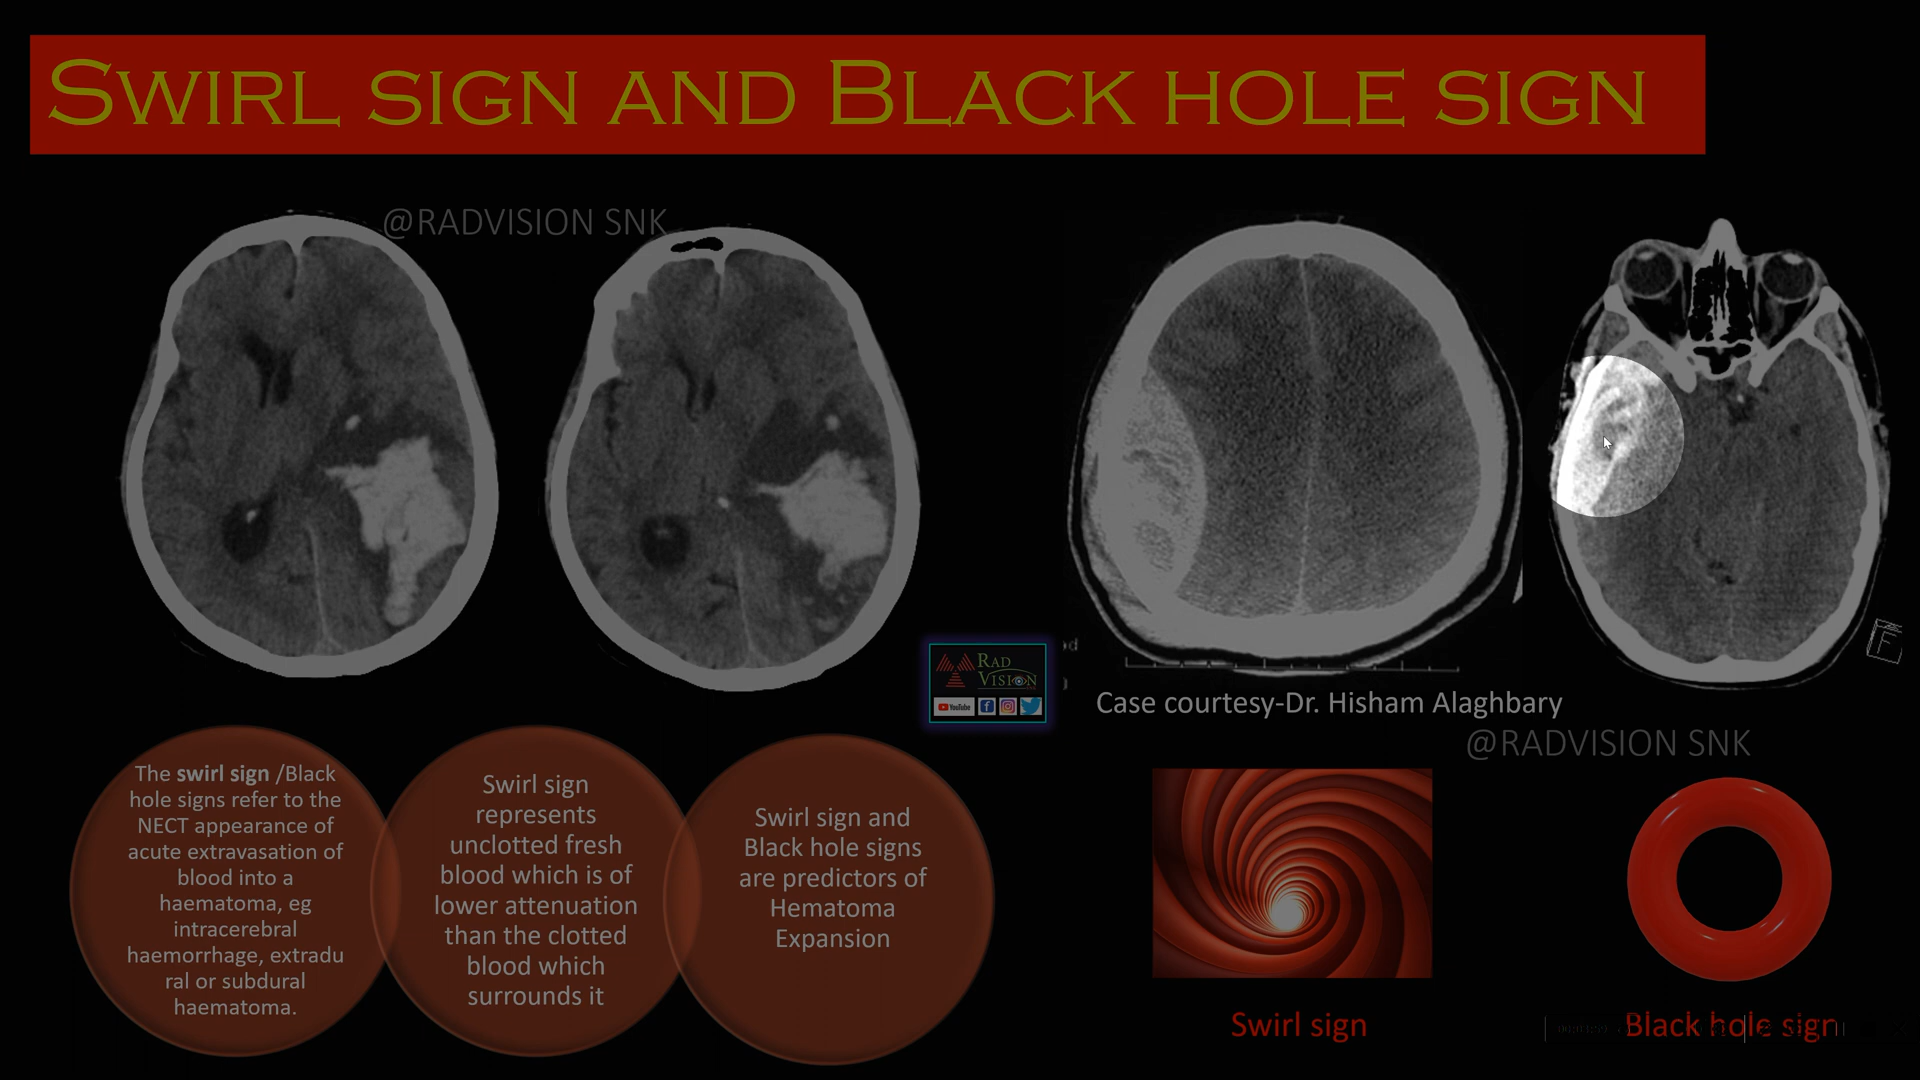 Swirl sign and Black hole sign
@RADVISION SNK
RAD
VISION
YouTube
Case courtesy-Dr. Hisham Alaghbary
@RADVISION SNK
F
The swirl sign /Black
hole signs refer to the
NECT appearance of
acute extravasation of
blood into a
haematoma, eg
intracerebral
haemorrhage, extradu
ral or subdural
haematoma.
Swirl sign
represents
unclotted fresh
blood which is of
lower attenuation
than the clotted
blood which
surrounds it
Swirl sign and
Black hole signs
are predictors of
Hematoma
Expansion
Swirl sign
Black hole sign